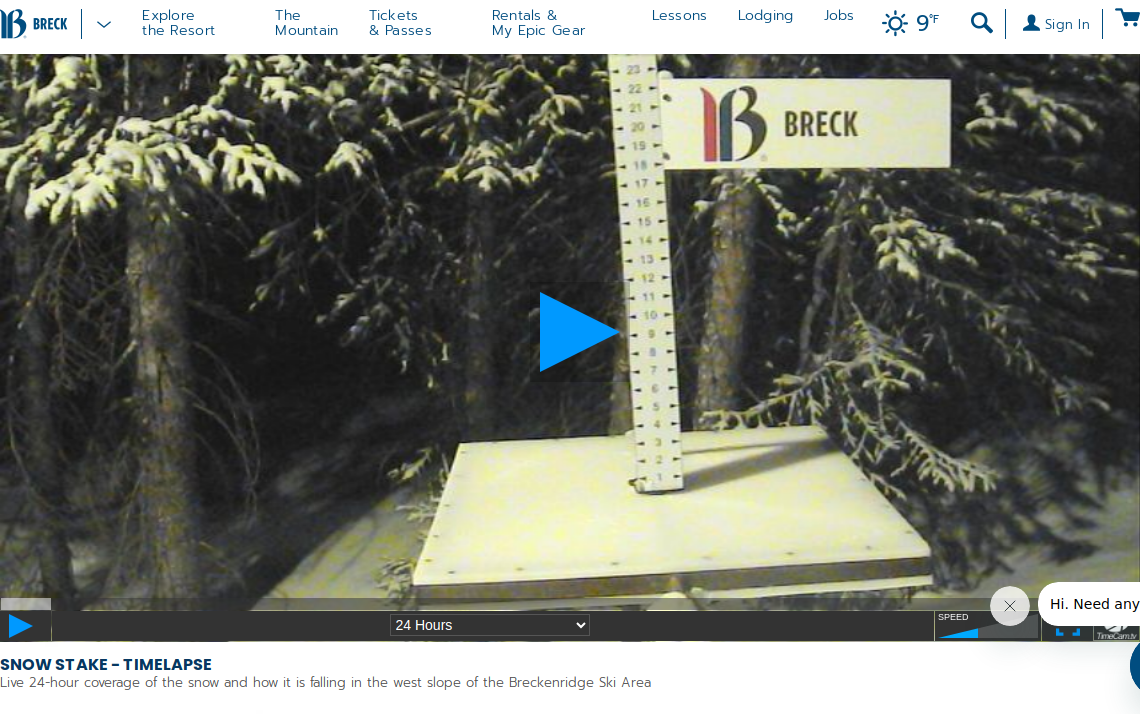 BRECK
Explore
the Resort
The
Mountain
Tickets
& Passes
Rentals &
My Epic Gear
Lessons
Lodging
Jobs
9°F
Sign In
23
22
21
20
19
18
17
16
15
14
13
12
11
10
9
8
7
6
5
4
3
2
1
B BRECK
24 Hours
SPEED
Hi. Need any
TimeCam.tv
SNOW STAKE - TIMELAPSE
Live 24-hour coverage of the snow and how it is falling in the west slope of the Breckenridge Ski Area